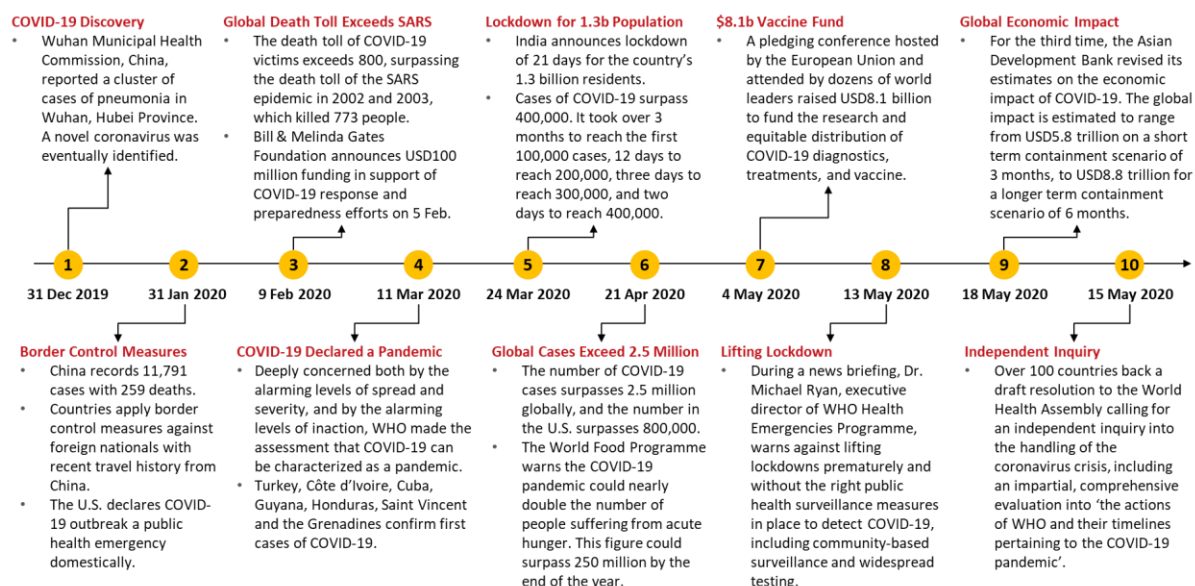 COVID-19 Discovery
• Wuhan Municipal Health
Commission, China,
reported a cluster of
cases of pneumonia in
Wuhan, Hubei Province.
A novel coronavirus was
eventually identified.
Global Death Toll Exceeds SARS
• The death toll of COVID-19
victims exceeds 800, surpassing
the death toll of the SARS
epidemic in 2002 and 2003,
which killed 773 people.
• Bill & Melinda Gates
Foundation announces USD100
million funding in support of
COVID-19 response and
preparedness efforts on 5 Feb.
Lockdown for 1.3b Population
• India announces lockdown
of 21 days for the country's
1.3 billion residents.
• Cases of COVID-19 surpass
400,000. It took over 3
months to reach the first
100,000 cases, 12 days to
reach 200,000, three days to
reach 300,000, and two
days to reach 400,000.
$8.1b Vaccine Fund
• A pledging conference hosted
by the European Union and
attended by dozens of world
leaders raised USD8.1 billion
to fund the research and
equitable distribution of
COVID-19 diagnostics,
treatments, and vaccine.
Global Economic Impact
• For the third time, the Asian
Development Bank revised its
estimates on the economic
impact of COVID-19. The global
impact is estimated to range
from USD5.8 trillion on a short
term containment scenario of
3 months, to USD8.8 trillion for
a longer term containment
scenario of 6 months.
1
2
3
4
5
6
7
8
9
10
31 Dec 2019
31 Jan 2020
9 Feb 2020
11 Mar 2020
24 Mar 2020
21 Apr 2020
4 May 2020
13 May 2020
18 May 2020
15 May 2020
Border Control Measures
• China records 11,791
cases with 259 deaths.
• Countries apply border
control measures against
foreign nationals with
recent travel history from
China.
• The U.S. declares COVID-
19 outbreak a public
health emergency
domestically.
COVID-19 Declared a Pandemic
• Deeply concerned both by the
alarming levels of spread and
severity, and by the alarming
levels of inaction, WHO made the
assessment that COVID-19 can
be characterized as a pandemic.
• Turkey, Côte d'Ivoire, Cuba,
Guyana, Honduras, Saint Vincent
and the Grenadines confirm first
cases of COVID-19.
Global Cases Exceed 2.5 Million
• The number of COVID-19
cases surpasses 2.5 million
globally, and the number in
the U.S. surpasses 800,000.
• The World Food Programme
warns the COVID-19
pandemic could nearly
double the number of
people suffering from acute
hunger. This figure could
surpass 250 million by the
end of the year.
Lifting Lockdown
• During a news briefing, Dr.
Michael Ryan, executive
director of WHO Health
Emergencies Programme,
warns against lifting
lockdowns prematurely and
without the right public
health surveillance measures
in place to detect COVID-19,
including community-based
surveillance and widespread
testing.
Independent Inquiry
• Over 100 countries back a
draft resolution to the World
Health Assembly calling for
an independent inquiry into
the handling of the
coronavirus crisis, including
an impartial, comprehensive
evaluation into 'the actions
of WHO and their timelines
pertaining to the COVID-19
pandemic'.